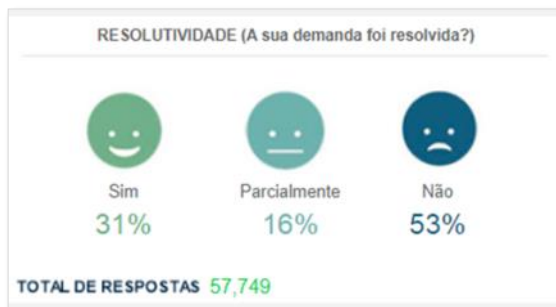 RESOLUTIVIDADE (A sua demanda foi resolvida?)
Sim Parcialmente Não
31% 16% 53%
TOTAL DE RESPOSTAS 57,749